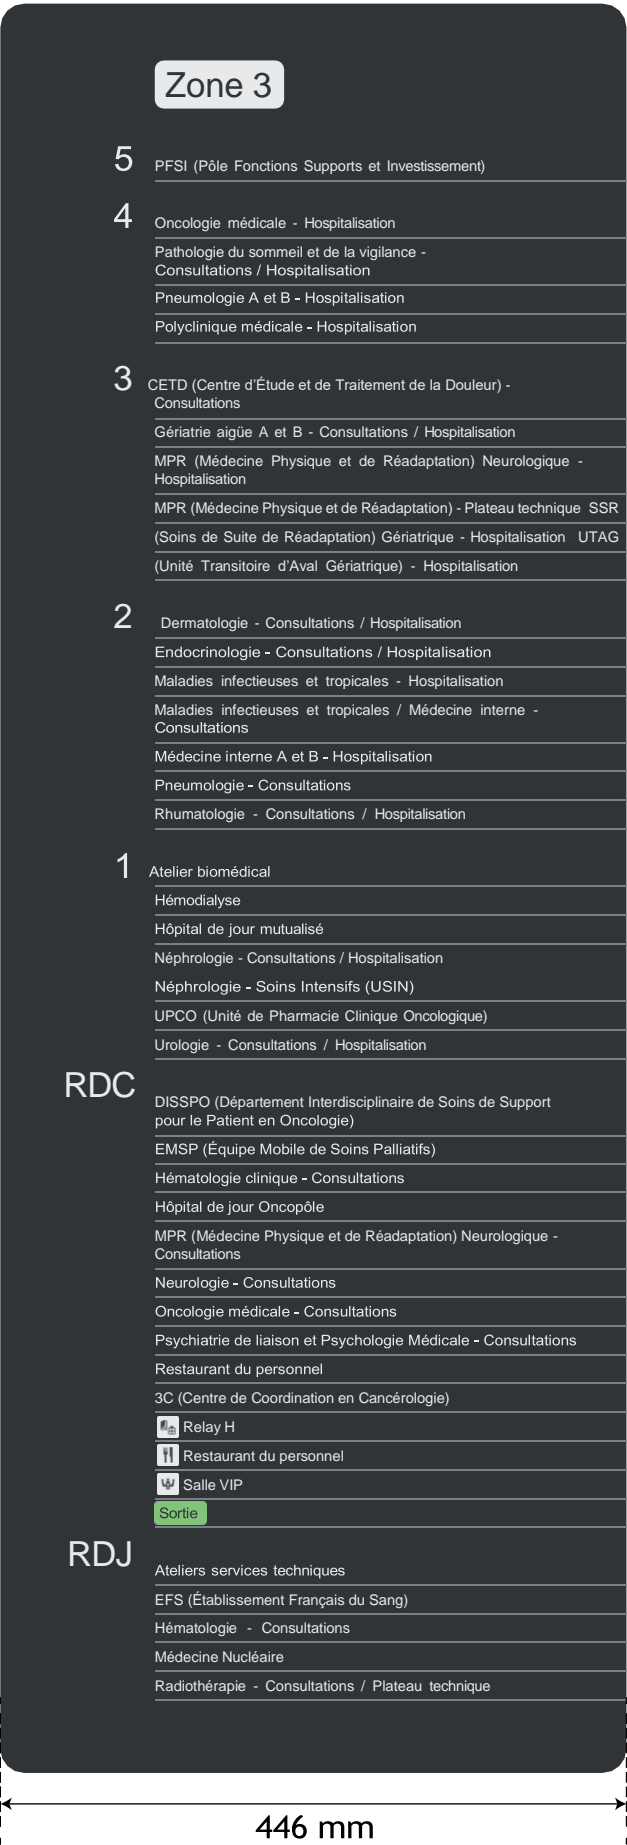 Zone 3
5 PFSI (Pôle Fonctions Supports et Investissement)
4 Oncologie médicale - Hospitalisation
Pathologie du sommeil et de la vigilance -
Consultations / Hospitalisation
Pneumologie A et B - Hospitalisation
Polyclinique médicale - Hospitalisation
3 CETD (Centre d'Étude et de Traitement de la Douleur) -
Consultations
Gériatrie aigüe A et B - Consultations / Hospitalisation
MPR (Médecine Physique et de Réadaptation) Neurologique -
Hospitalisation
MPR (Médecine Physique et de Réadaptation) - Plateau technique SSR
(Soins de Suite de Réadaptation) Gériatrique - Hospitalisation UTAG
(Unité Transitoire d'Aval Gériatrique) - Hospitalisation
2 Dermatologie - Consultations / Hospitalisation
Endocrinologie - Consultations / Hospitalisation
Maladies infectieuses et tropicales - Hospitalisation
Maladies infectieuses et tropicales / Médecine interne -
Consultations
Médecine interne A et B - Hospitalisation
Pneumologie - Consultations
Rhumatologie - Consultations / Hospitalisation
1 Atelier biomédical
Hémodialyse
Hôpital de jour mutualisé
Néphrologie - Consultations / Hospitalisation
Néphrologie - Soins Intensifs (USIN)
UPCO (Unité de Pharmacie Clinique Oncologique)
Urologie - Consultations / Hospitalisation
RDC
DISSPO (Département Interdisciplinaire de Soins de Support
pour le Patient en Oncologie)
EMSP (Équipe Mobile de Soins Palliatifs)
Hématologie clinique - Consultations
Hôpital de jour Oncopôle
MPR (Médecine Physique et de Réadaptation) Neurologique -
Consultations
Neurologie - Consultations
Oncologie médicale - Consultations
Psychiatrie de liaison et Psychologie Médicale - Consultations
Restaurant du personnel
3C (Centre de Coordination en Cancérologie)
Relay H
Restaurant du personnel
Salle VIP
Sortie
RDJ
Ateliers services techniques
EFS (Établissement Français du Sang)
Hématologie - Consultations
Médecine Nucléaire
Radiothérapie - Consultations / Plateau technique
446 mm